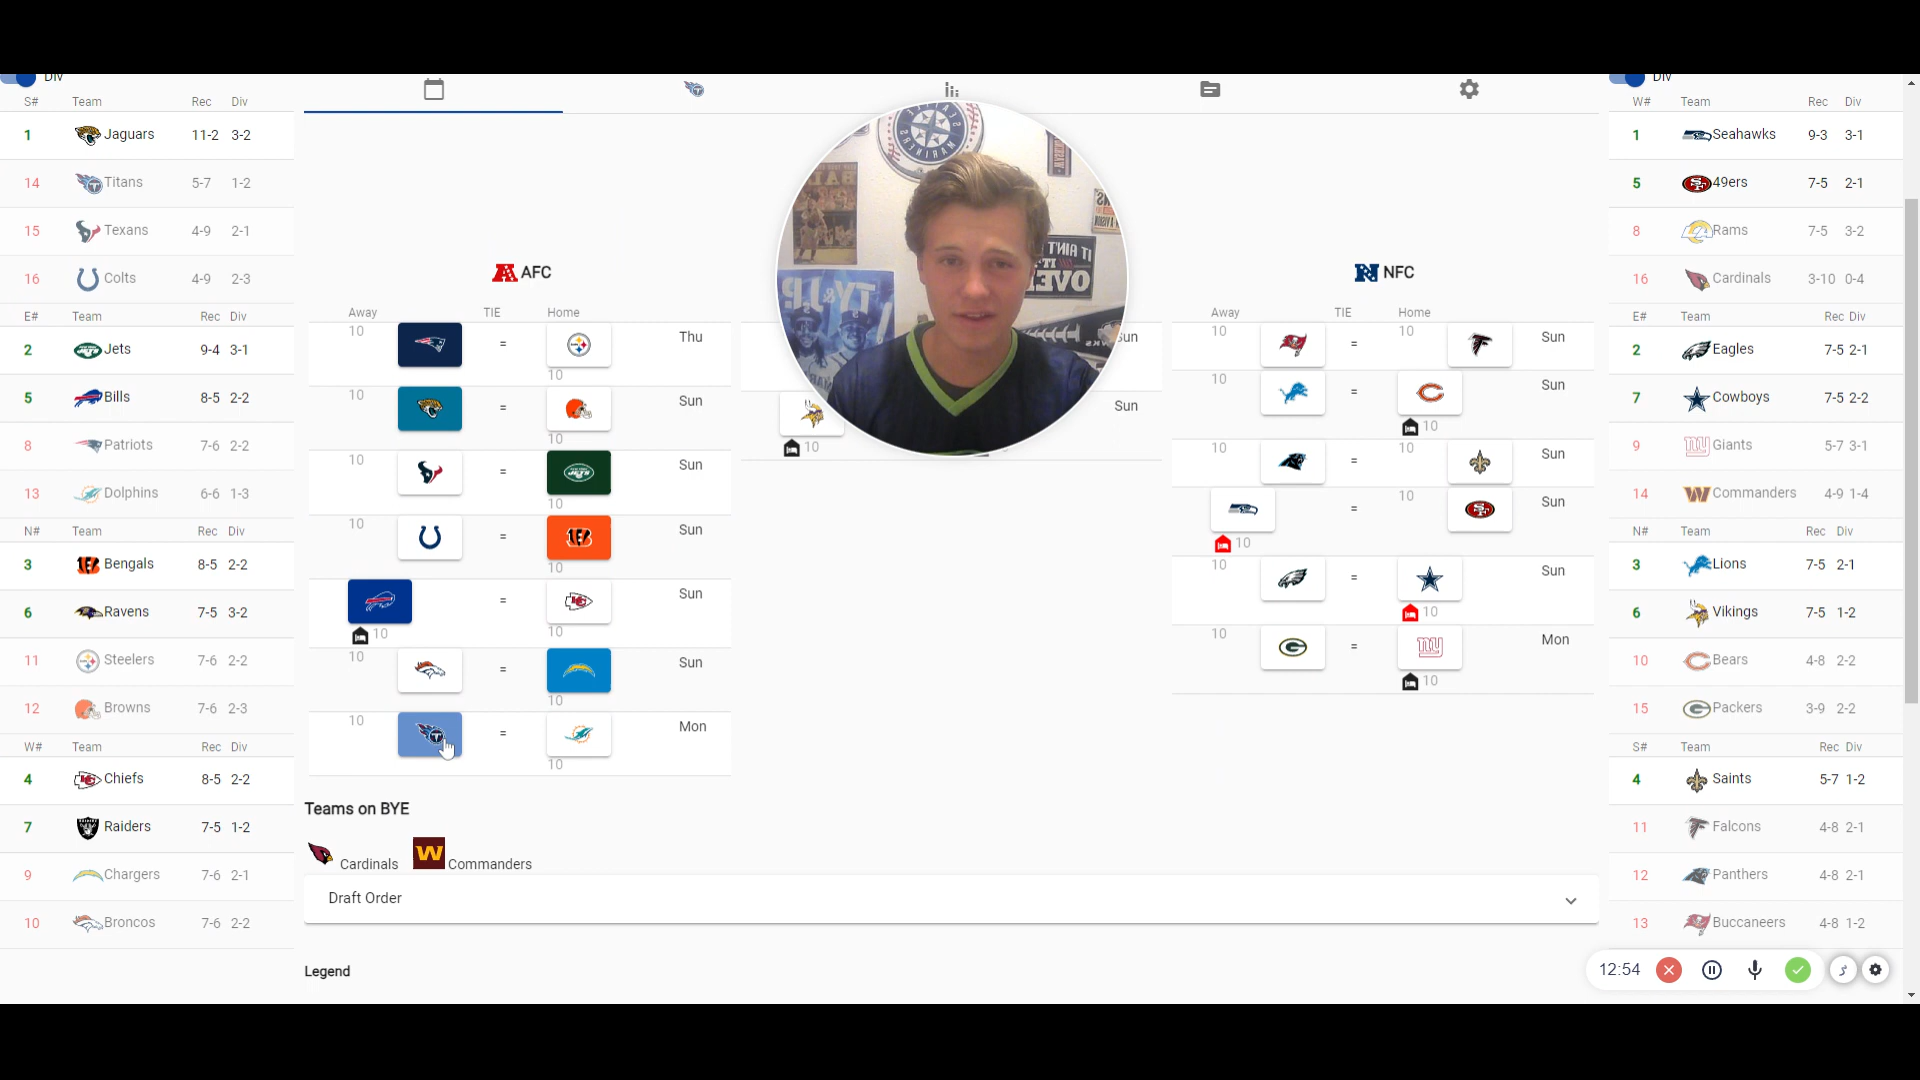 Div
S# Team Rec Div
1 Jaguars 11-2 3-2
14 Titans 5-7 1-2
15 Texans 4-9 2-1
16 Colts 4-9 2-3
E# Team Rec Div
2 Jets 9-4 3-1
5 Bills 8-5 2-2
8 Patriots 7-6 2-2
13 Dolphins 6-6 1-3
N# Team Rec Div
3 Bengals 8-5 2-2
6 Ravens 7-5 3-2
11 Steelers 7-6 2-2
12 Browns 7-6 2-3
W# Team Rec Div
4 Chiefs 8-5 2-2
7 Raiders 7-5 1-2
9 Chargers 7-6 2-1
10 Broncos 7-6 2-2
AFC
Away TIE Home
10 = 10 Thu
10 = 10 Sun
10 = 10 Sun
10 = 10 Sun
10 = 10 Sun
10 = 10 Sun
10 = 10 Mon
Sun
10 Sun
MARINERS
IT AIN'T
OVER
TY & J.P.
NFC
Away TIE Home
10 = 10 Sun
10 = 10 Sun
10 = 10 Sun
10 = 10 Sun
10 = 10 Sun
10 = 10 Mon
Teams on BYE
Cardinals W Commanders
Draft Order
Legend
Div
W# Team Rec Div
1 Seahawks 9-3 3-1
5 49ers 7-5 2-1
8 Rams 7-5 3-2
16 Cardinals 3-10 0-4
E# Team Rec Div
2 Eagles 7-5 2-1
7 Cowboys 7-5 2-2
9 Giants 5-7 3-1
14 Commanders 4-9 1-4
N# Team Rec Div
3 Lions 7-5 2-1
6 Vikings 7-5 1-2
10 Bears 4-8 2-2
15 Packers 3-9 2-2
S# Team Rec Div
4 Saints 5-7 1-2
11 Falcons 4-8 2-1
12 Panthers 4-8 2-1
13 Buccaneers 4-8 1-2
12:54